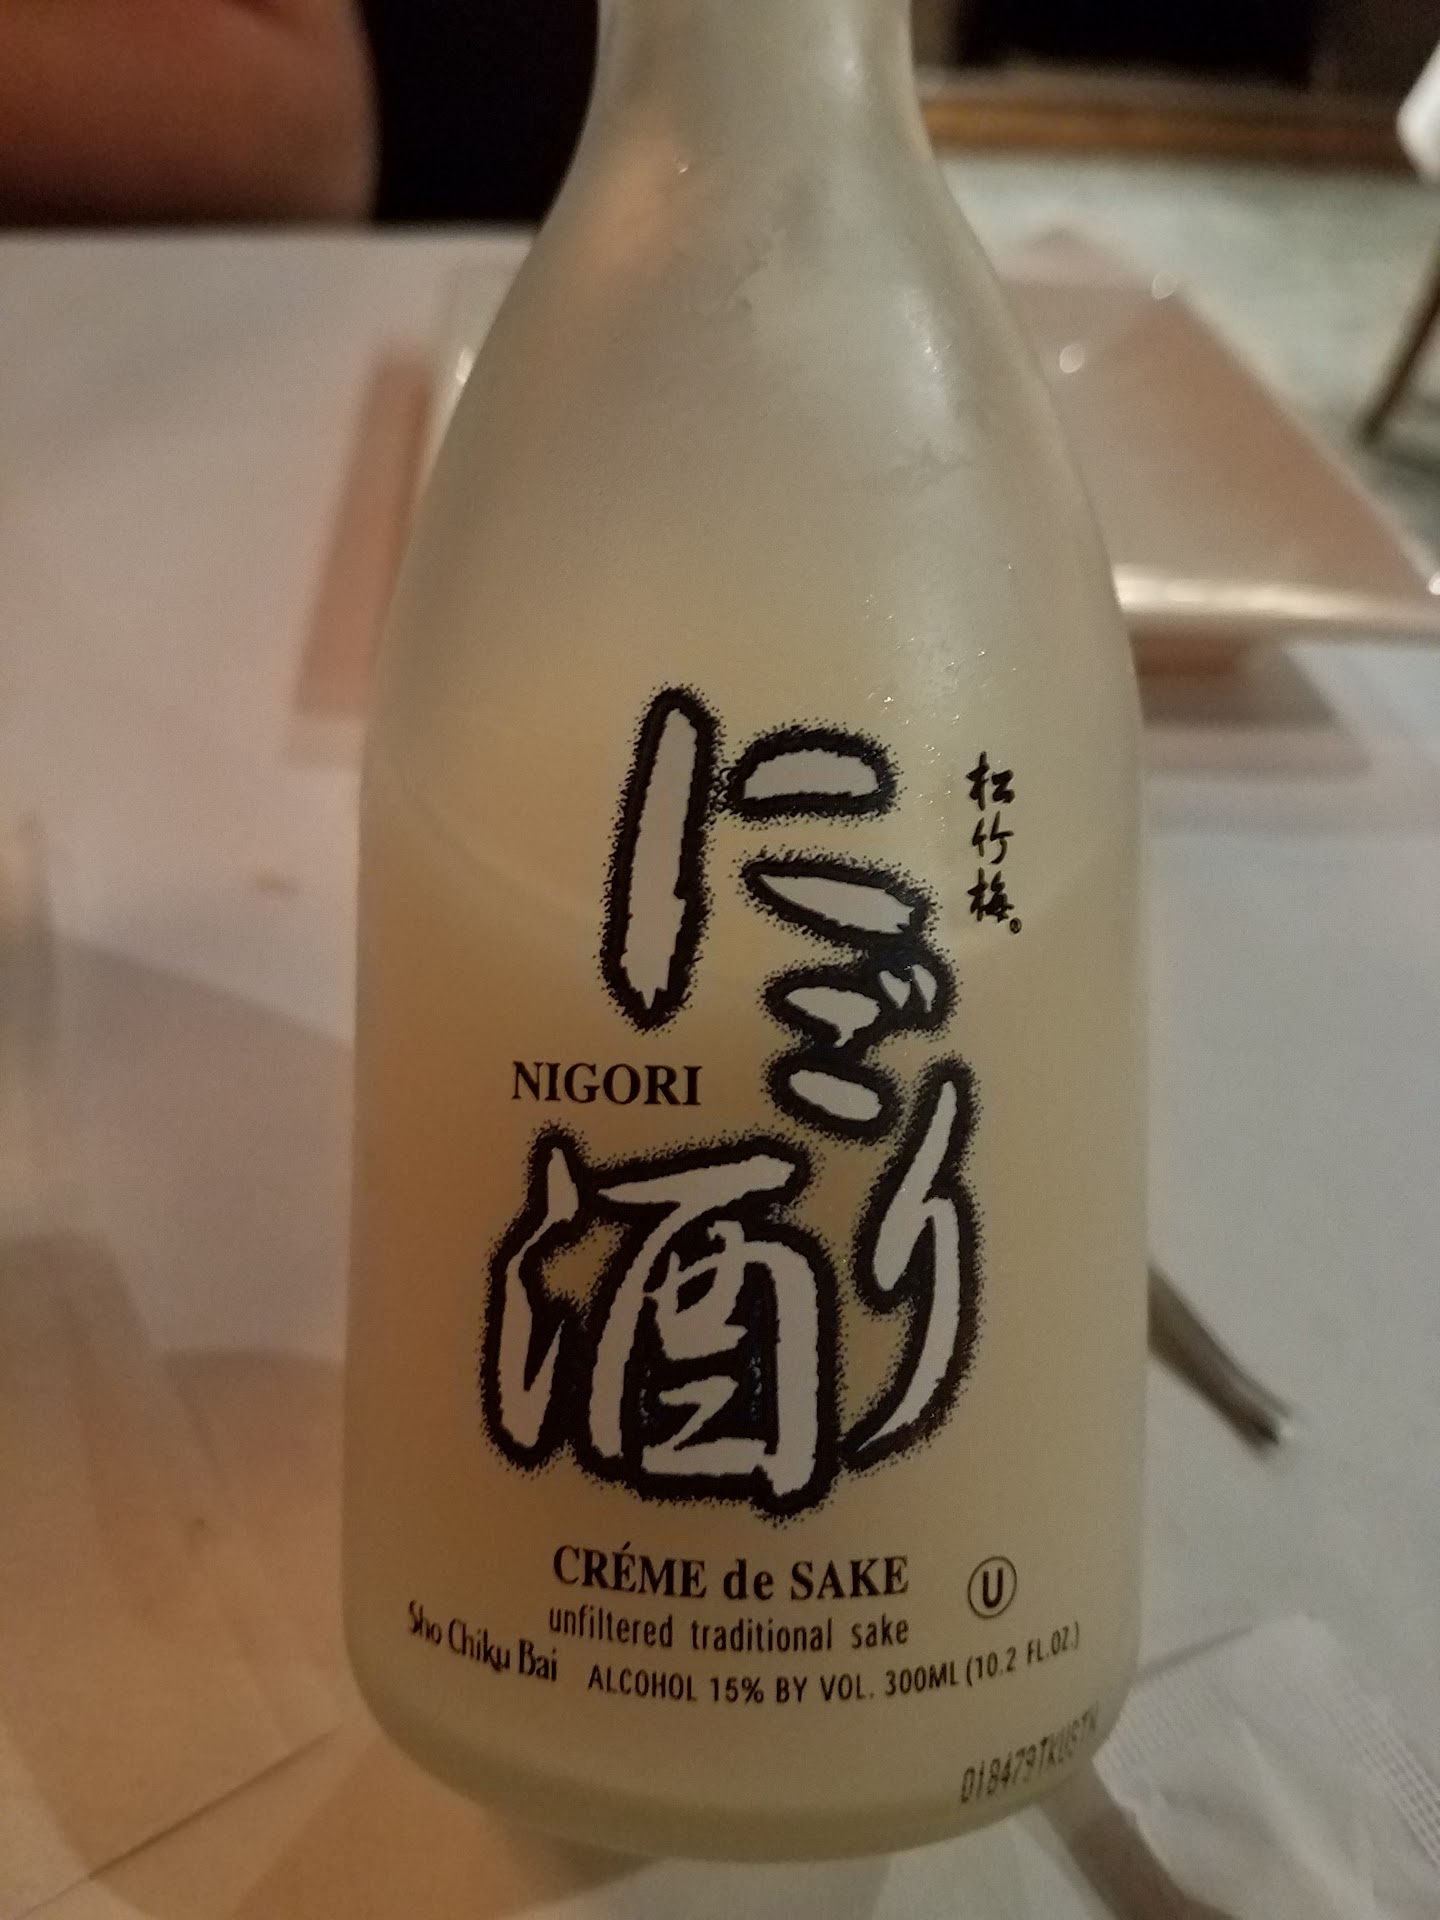 にごり酒
松竹梅®
NIGORI
CRÉME de SAKE
Ⓤ
unfiltered traditional sake
Sho Chiku Bai
ALCOHOL 15% BY VOL. 300ML (10.2 FL.OZ.)